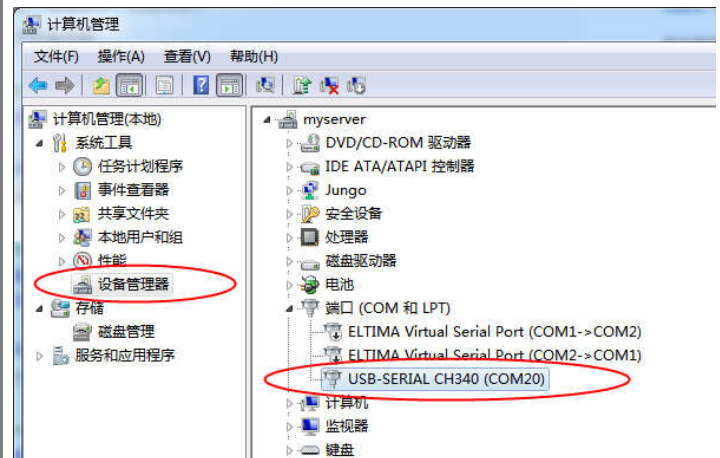 计算机管理
文件(F) 操作(A) 查看(V) 帮助(H)
计算机管理(本地)
系统工具
任务计划程序
事件查看器
共享文件夹
本地用户和组
性能
设备管理器
存储
磁盘管理
服务和应用程序
myserver
DVD/CD-ROM 驱动器
IDE ATA/ATAPI 控制器
Jungo
安全设备
处理器
磁盘驱动器
电池
端口 (COM 和 LPT)
ELTIMA Virtual Serial Port (COM1->COM2)
ELTIMA Virtual Serial Port (COM2->COM1)
USB-SERIAL CH340 (COM20)
计算机
监视器
键盘